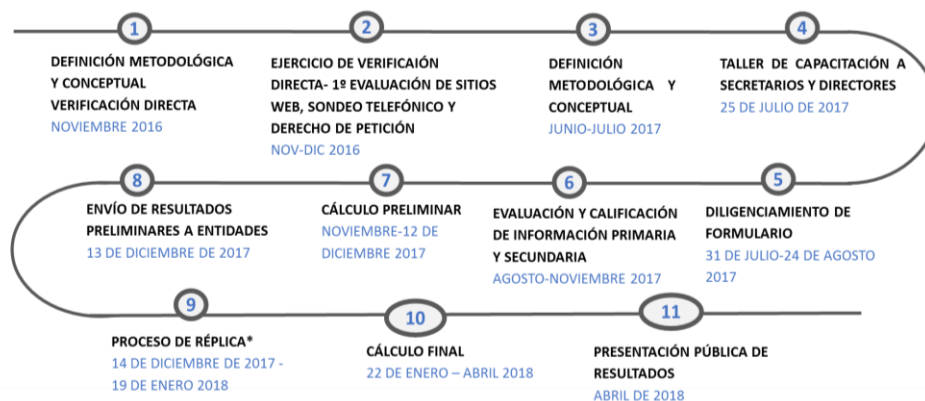 1
DEFINICIÓN METODOLÓGICA
Y CONCEPTUAL
VERIFICACIÓN DIRECTA
NOVIEMBRE 2016
2
EJERCICIO DE VERIFICAIÓN
DIRECTA- 1º EVALUACIÓN DE SITIOS
WEB, SONDEO TELEFÓNICO Y
DERECHO DE PETICIÓN
NOV-DIC 2016
3
DEFINICIÓN
METODOLÓGICA Y
CONCEPTUAL
JUNIO-JULIO 2017
4
TALLER DE CAPACITACIÓN A
SECRETARIOS Y DIRECTORES
25 DE JULIO DE 2017
5
DILIGENCIAMIENTO DE
FORMULARIO
31 DE JULIO-24 DE AGOSTO
2017
6
EVALUACIÓN Y CALIFICACIÓN
DE INFORMACIÓN PRIMARIA
Y SECUNDARIA
AGOSTO-NOVIEMBRE 2017
7
CÁLCULO PRELIMINAR
NOVIEMBRE-12 DE
DICIEMBRE 2017
8
ENVÍO DE RESULTADOS
PRELIMINARES A ENTIDADES
13 DE DICIEMBRE DE 2017
9
PROCESO DE RÉPLICA*
14 DE DICIEMBRE DE 2017 -
19 DE ENERO 2018
10
CÁLCULO FINAL
22 DE ENERO – ABRIL 2018
11
PRESENTACIÓN PÚBLICA DE
RESULTADOS
ABRIL DE 2018